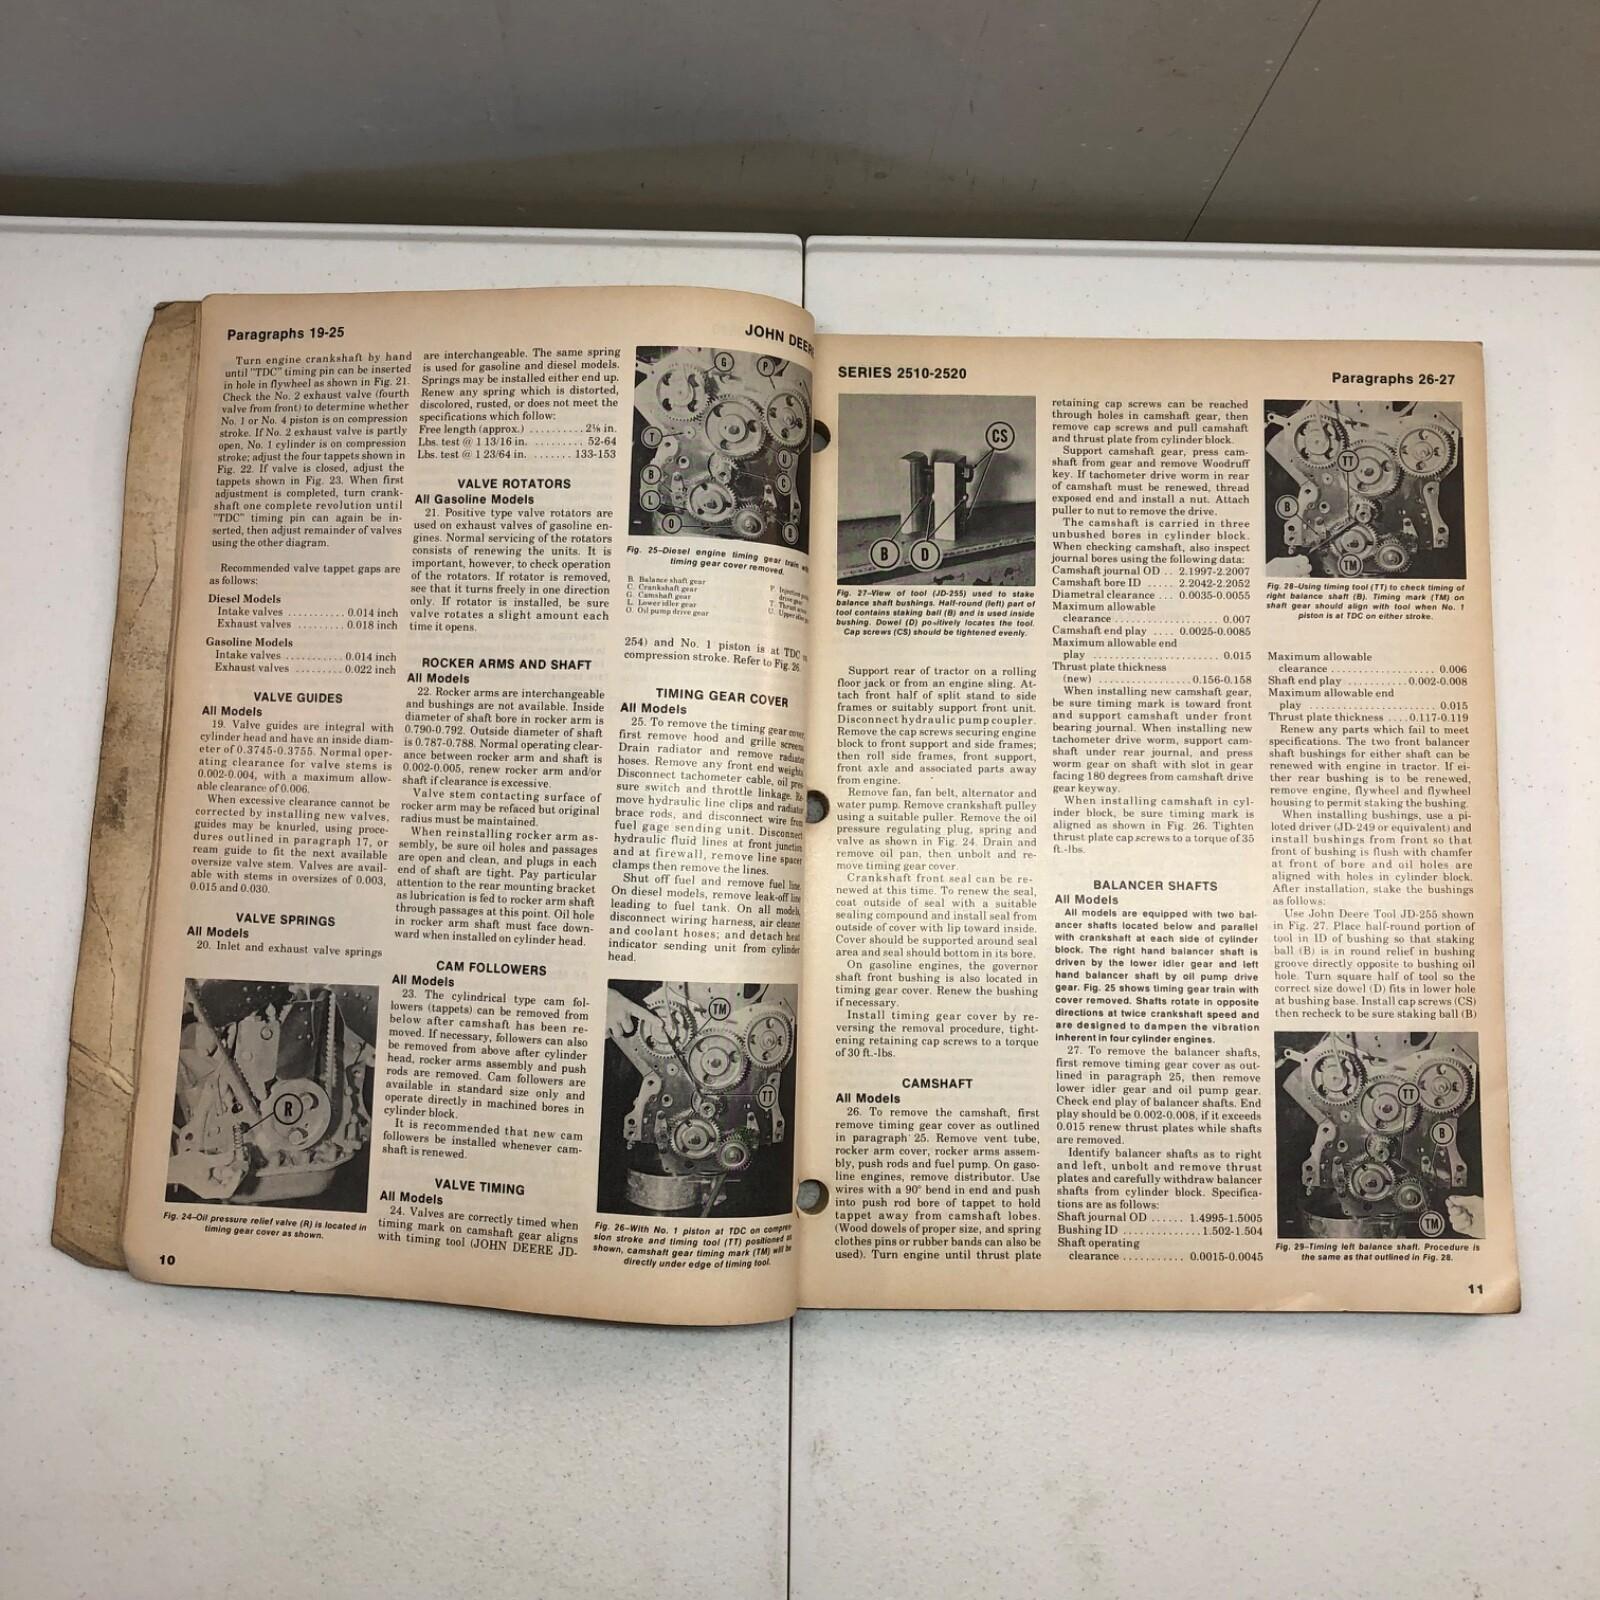 Paragraphs 19-25
JOHN DEERE
Turn engine crankshaft by hand
until "TDC" timing pin can be inserted
in hole in flywheel as shown in Fig. 21.
Check the No. 2 exhaust valve (fourth
valve from front) to determine whether
No. 1 or No. 4 piston is on compression
stroke. If No. 2 exhaust valve is partly
open, No. 1 cylinder is on compression
stroke; adjust the four tappets shown in
Fig. 22. If valve is closed, adjust the
tappets shown in Fig. 23. When first
adjustment is completed, turn crank-
shaft one complete revolution until
"TDC" timing pin can again be in-
serted, then adjust remainder of valves
using the other diagram.
Recommended valve tappet gaps are
as follows:
Diesel Models
Intake valves .......... 0.014 inch
Exhaust valves ......... 0.018 inch
Gasoline Models
Intake valves ........... 0.014 inch
Exhaust valves ......... 0.022 inch
VALVE GUIDES
All Models
19. Valve guides are integral with
cylinder head and have an inside diam-
eter of 0.3745-0.3755. Normal oper-
ating clearance for valve stems is
0.002-0.004, with a maximum allow-
able clearance of 0.006.
When excessive clearance cannot be
corrected by installing new valves,
guides may be knurled, using proce-
dures outlined in paragraph 17, or
ream guide to fit the next available
oversize valve stem. Valves are avail-
able with stems in oversizes of 0.003,
0.015 and 0.030.
VALVE SPRINGS
All Models
20. Inlet and exhaust valve springs
R
Fig. 24–Oil pressure relief valve (R) is located in
timing gear cover as shown.
10
are interchangeable. The same spring
is used for gasoline and diesel models.
Springs may be installed either end up.
Renew any spring which is distorted,
discolored, rusted, or does not meet the
specifications which follow:
Free length (approx.) .......... 2⅛ in.
Lbs. test @ 1 13/16 in. .......... 52-64
Lbs. test @ 1 23/64 in. ....... 133-153
VALVE ROTATORS
All Gasoline Models
21. Positive type valve rotators are
used on exhaust valves of gasoline en-
gines. Normal servicing of the rotators
consists of renewing the units. It is
important, however, to check operation
of the rotators. If rotator is removed,
see that it turns freely in one direction
only. If rotator is installed, be sure
valve rotates a slight amount each
time it opens.
ROCKER ARMS AND SHAFT
All Models
22. Rocker arms are interchangeable
and bushings are not available. Inside
diameter of shaft bore in rocker arm is
0.790-0.792. Outside diameter of shaft
is 0.787-0.788. Normal operating clear-
ance between rocker arm and shaft is
0.002-0.005, renew rocker arm and/or
shaft if clearance is excessive.
Valve stem contacting surface of
rocker arm may be refaced but original
radius must be maintained.
When reinstalling rocker arm as-
sembly, be sure oil holes and passages
are open and clean, and plugs in each
end of shaft are tight. Pay particular
attention to the rear mounting bracket
as lubrication is fed to rocker arm shaft
through passages at this point. Oil hole
in rocker arm shaft must face down-
ward when installed on cylinder head.
CAM FOLLOWERS
All Models
23. The cylindrical type cam fol-
lowers (tappets) can be removed from
below after camshaft has been re-
moved. If necessary, followers can also
be removed from above after cylinder
head, rocker arms assembly and push
rods are removed. Cam followers are
available in standard size only and
operate directly in machined bores in
cylinder block.
It is recommended that new cam
followers be installed whenever cam-
shaft is renewed.
VALVE TIMING
All Models
24. Valves are correctly timed when
timing mark on camshaft gear aligns
with timing tool (JOHN DEERE JD-
G P T B L O U C B
Fig. 25–Diesel engine timing gear train with
timing gear cover removed.
B. Balance shaft gear
C. Crankshaft gear
G. Camshaft gear
L. Lower idler gear
O. Oil pump drive gear
P. Injection
drive gear
T. Thrust
U. Upper
254) and No. 1 piston is at TDC
compression stroke. Refer to Fig. 26.
TIMING GEAR COVER
All Models
25. To remove the timing gear cover,
first remove hood and grille screens.
Drain radiator and remove radiator
hoses. Remove any front end weights.
Disconnect tachometer cable, oil pres-
sure switch and throttle linkage. Re-
move hydraulic line clips and radiator
brace rods, and disconnect wire from
fuel gage sending unit. Disconnect
hydraulic fluid lines at front junction
and at firewall, remove line spacer
clamps then remove the lines.
Shut off fuel and remove fuel line.
On diesel models, remove leak-off line
leading to fuel tank. On all models,
disconnect wiring harness, air cleaner
and coolant hoses; and detach heat
indicator sending unit from cylinder
head.
TM TT
Fig. 26–With No. 1 piston at TDC on compres-
sion stroke and timing tool (TT) positioned as
shown, camshaft gear timing mark (TM) will be
directly under edge of timing tool.
SERIES 2510-2520
Paragraphs 26-27
CS B D
Fig. 27–View of tool (JD-255) used to stake
balance shaft bushings. Half-round (left) part of
tool contains staking ball (B) and is used inside
bushing. Dowel (D) positively locates the tool.
Cap screws (CS) should be tightened evenly.
Support rear of tractor on a rolling
floor jack or from an engine sling. At-
tach front half of split stand to side
frames or suitably support front unit.
Disconnect hydraulic pump coupler.
Remove the cap screws securing engine
block to front support and side frames;
then roll side frames, front support,
front axle and associated parts away
from engine.
Remove fan, fan belt, alternator and
water pump. Remove crankshaft pulley
using a suitable puller. Remove the oil
pressure regulating plug, spring and
valve as shown in Fig. 24. Drain and
remove oil pan, then unbolt and re-
move timing gear cover.
Crankshaft front seal can be re-
newed at this time. To renew the seal,
coat outside of seal with a suitable
sealing compound and install seal from
outside of cover with lip toward inside.
Cover should be supported around seal
area and seal should bottom in its bore.
On gasoline engines, the governor
shaft front bushing is also located in
timing gear cover. Renew the bushing
if necessary.
Install timing gear cover by re-
versing the removal procedure, tight-
ening retaining cap screws to a torque
of 30 ft.-lbs.
CAMSHAFT
All Models
26. To remove the camshaft, first
remove timing gear cover as outlined
in paragraph 25. Remove vent tube,
rocker arm cover, rocker arms assem-
bly, push rods and fuel pump. On gaso-
line engines, remove distributor. Use
wires with a 90° bend in end and push
into push rod bore of tappet to hold
tappet away from camshaft lobes.
(Wood dowels of proper size, and spring
clothes pins or rubber bands can also be
used). Turn engine until thrust plate
retaining cap screws can be reached
through holes in camshaft gear, then
remove cap screws and pull camshaft
and thrust plate from cylinder block.
Support camshaft gear, press cam-
shaft from gear and remove Woodruff
key. If tachometer drive worm in rear
of camshaft must be renewed, thread
exposed end and install a nut. Attach
puller to nut to remove the drive.
The camshaft is carried in three
unbushed bores in cylinder block.
When checking camshaft, also inspect
journal bores using the following data:
Camshaft journal OD .. 2.1997-2.2007
Camshaft bore ID ..... 2.2042-2.2052
Diametral clearance ... 0.0035-0.0055
Maximum allowable
clearance .................... 0.007
Camshaft end play .... 0.0025-0.0085
Maximum allowable end
play ........................ 0.015
Thrust plate thickness
(new) .................. 0.156-0.158
When installing new camshaft gear,
be sure timing mark is toward front
and support camshaft under front
bearing journal. When installing new
tachometer drive worm, support cam-
shaft under rear journal, and press
worm gear on shaft with slot in gear
facing 180 degrees from camshaft drive
gear keyway.
When installing camshaft in cyl-
inder block, be sure timing mark is
aligned as shown in Fig. 26. Tighten
thrust plate cap screws to a torque of 35
ft.-lbs.
BALANCER SHAFTS
All Models
All models are equipped with two bal-
ancer shafts located below and parallel
with crankshaft at each side of cylinder
block. The right hand balancer shaft is
driven by the lower idler gear and left
hand balancer shaft by oil pump drive
gear. Fig. 25 shows timing gear train with
cover removed. Shafts rotate in opposite
directions at twice crankshaft speed and
are designed to dampen the vibration
inherent in four cylinder engines.
27. To remove the balancer shafts,
first remove timing gear cover as out-
lined in paragraph 25, then remove
lower idler gear and oil pump gear.
Check end play of balancer shafts. End
play should be 0.002-0.008, if it exceeds
0.015 renew thrust plates while shafts
are removed.
Identify balancer shafts as to right
and left, unbolt and remove thrust
plates and carefully withdraw balancer
shafts from cylinder block. Specifica-
tions are as follows:
Shaft journal OD ...... 1.4995-1.5005
Bushing ID .............. 1.502-1.504
Shaft operating
clearance ........... 0.0015-0.0045
TT B TM
Fig. 28–Using timing tool (TT) to check timing of
right balance shaft (B). Timing mark (TM) on
shaft gear should align with tool when No. 1
piston is at TDC on either stroke.
Maximum allowable
clearance .................... 0.006
Shaft end play ........... 0.002-0.008
Maximum allowable end
play ........................ 0.015
Thrust plate thickness .... 0.117-0.119
Renew any parts which fail to meet
specifications. The two front balancer
shaft bushings for either shaft can be
renewed with engine in tractor. If ei-
ther rear bushing is to be renewed,
remove engine, flywheel and flywheel
housing to permit staking the bushing.
When installing bushings, use a pi-
loted driver (JD-249 or equivalent) and
install bushings from front so that
front of bushing is flush with chamfer
at front of bore and oil holes are
aligned with holes in cylinder block.
After installation, stake the bushings
as follows:
Use John Deere Tool JD-255 shown
in Fig. 27. Place half-round portion of
tool in ID of bushing so that staking
ball (B) is in round relief in bushing
groove directly opposite to bushing oil
hole. Turn square half of tool so the
correct size dowel (D) fits in lower hole
at bushing base. Install cap screws (CS)
then recheck to be sure staking ball (B)
TT B TM
Fig. 29–Timing left balance shaft. Procedure is
the same as that outlined in Fig. 28.
11